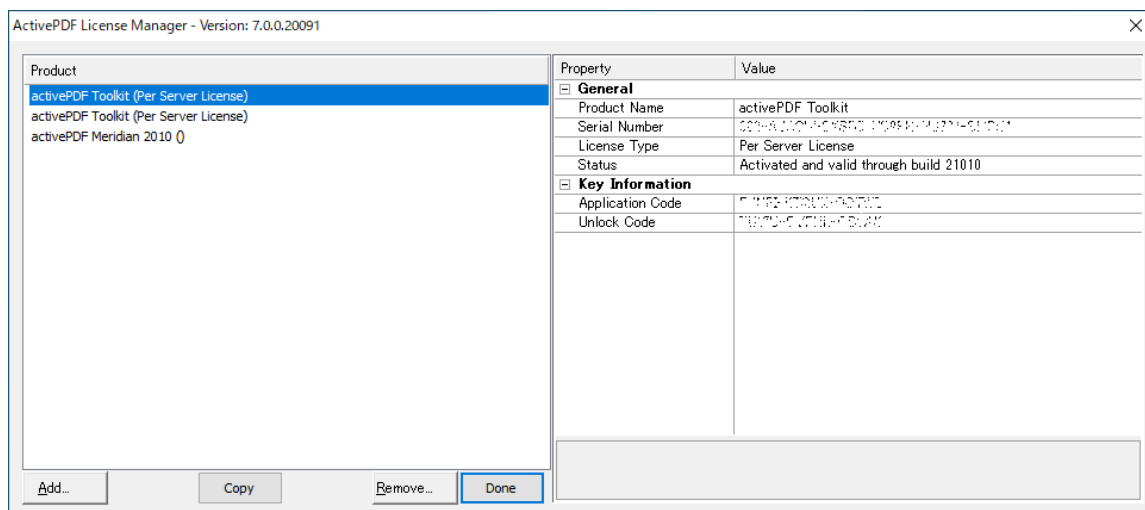 ActivePDF License Manager - Version: 7.0.0.20091
Product
activePDF Toolkit (Per Server License)
activePDF Toolkit (Per Server License)
activePDF Meridian 2010 ()
Add...
Copy
Remove...
Done
Property Value
General
Product Name activePDF Toolkit
Serial Number
License Type Per Server License
Status Activated and valid through build 21010
Key Information
Application Code
Unlock Code